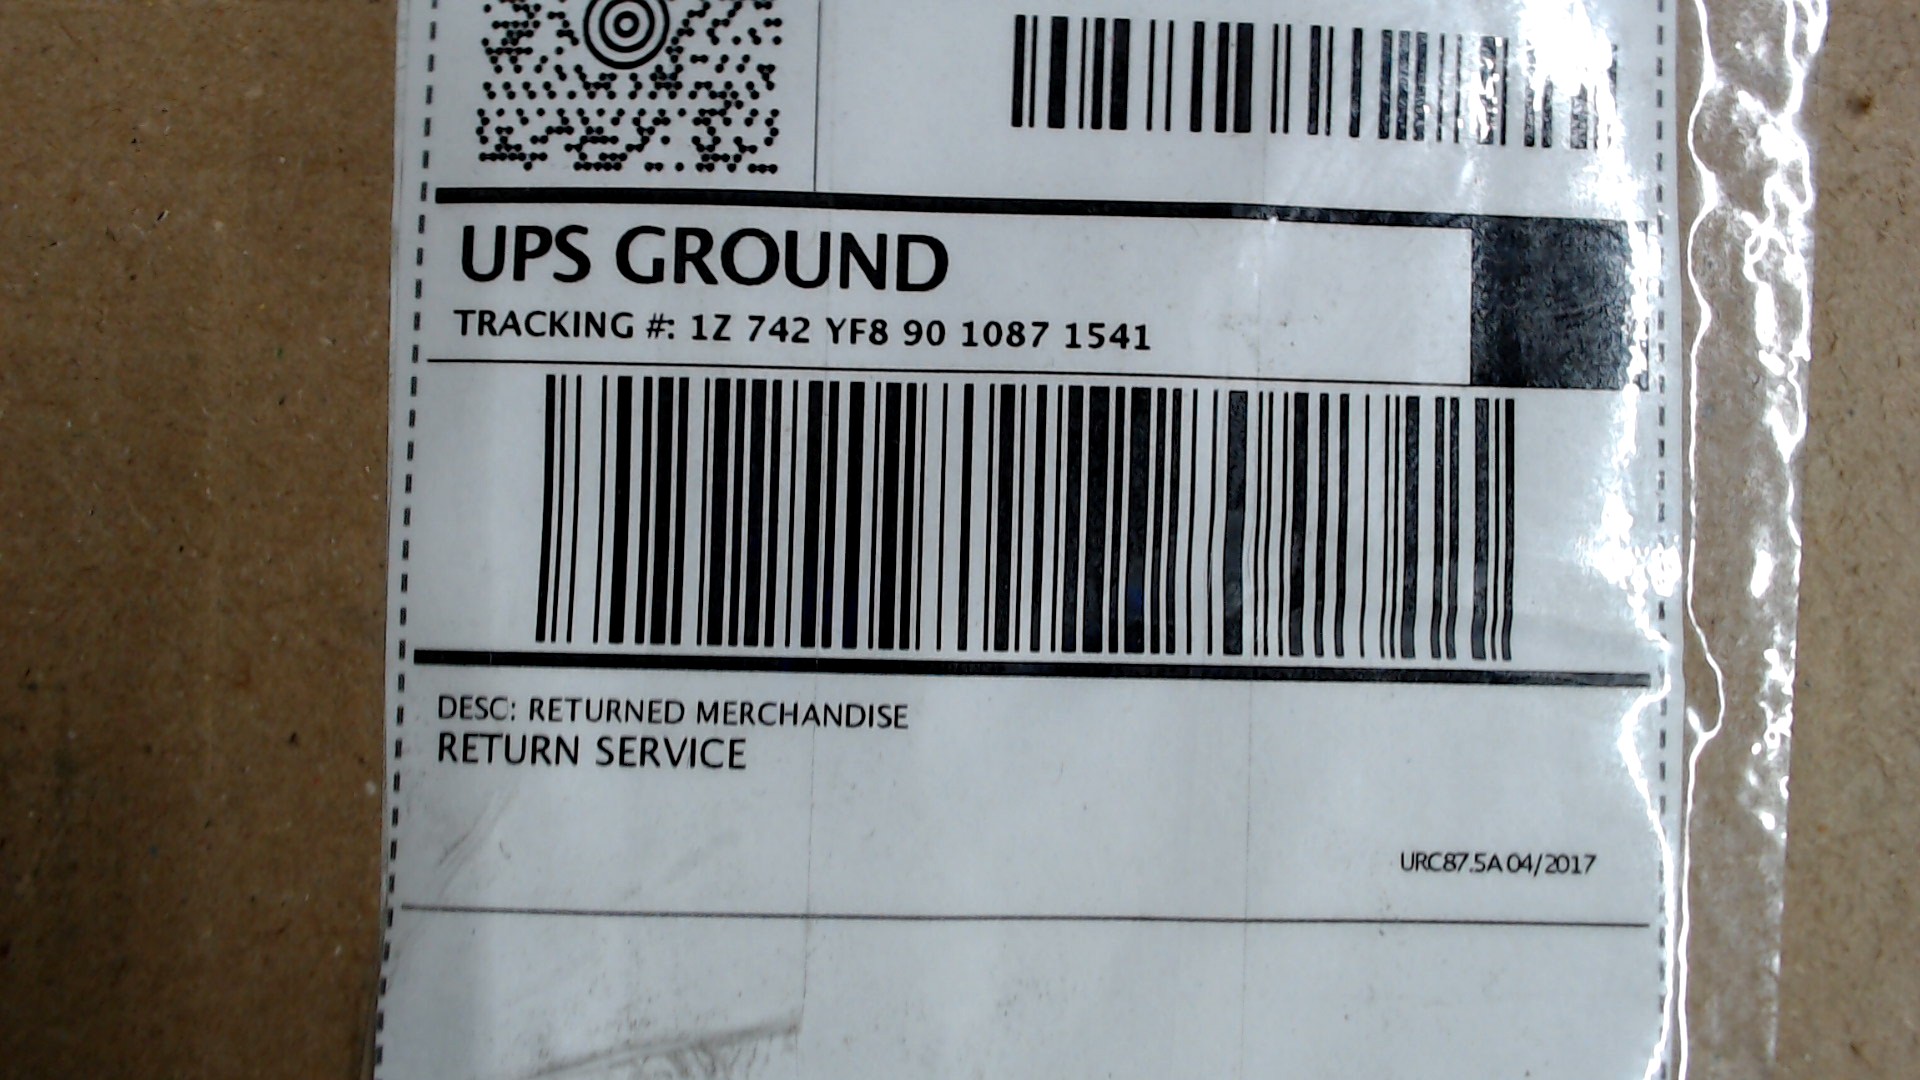 UPS GROUND
TRACKING #: 1Z 742 YF8 90 1087 1541
DESC: RETURNED MERCHANDISE
RETURN SERVICE
URC87.5A 04/2017